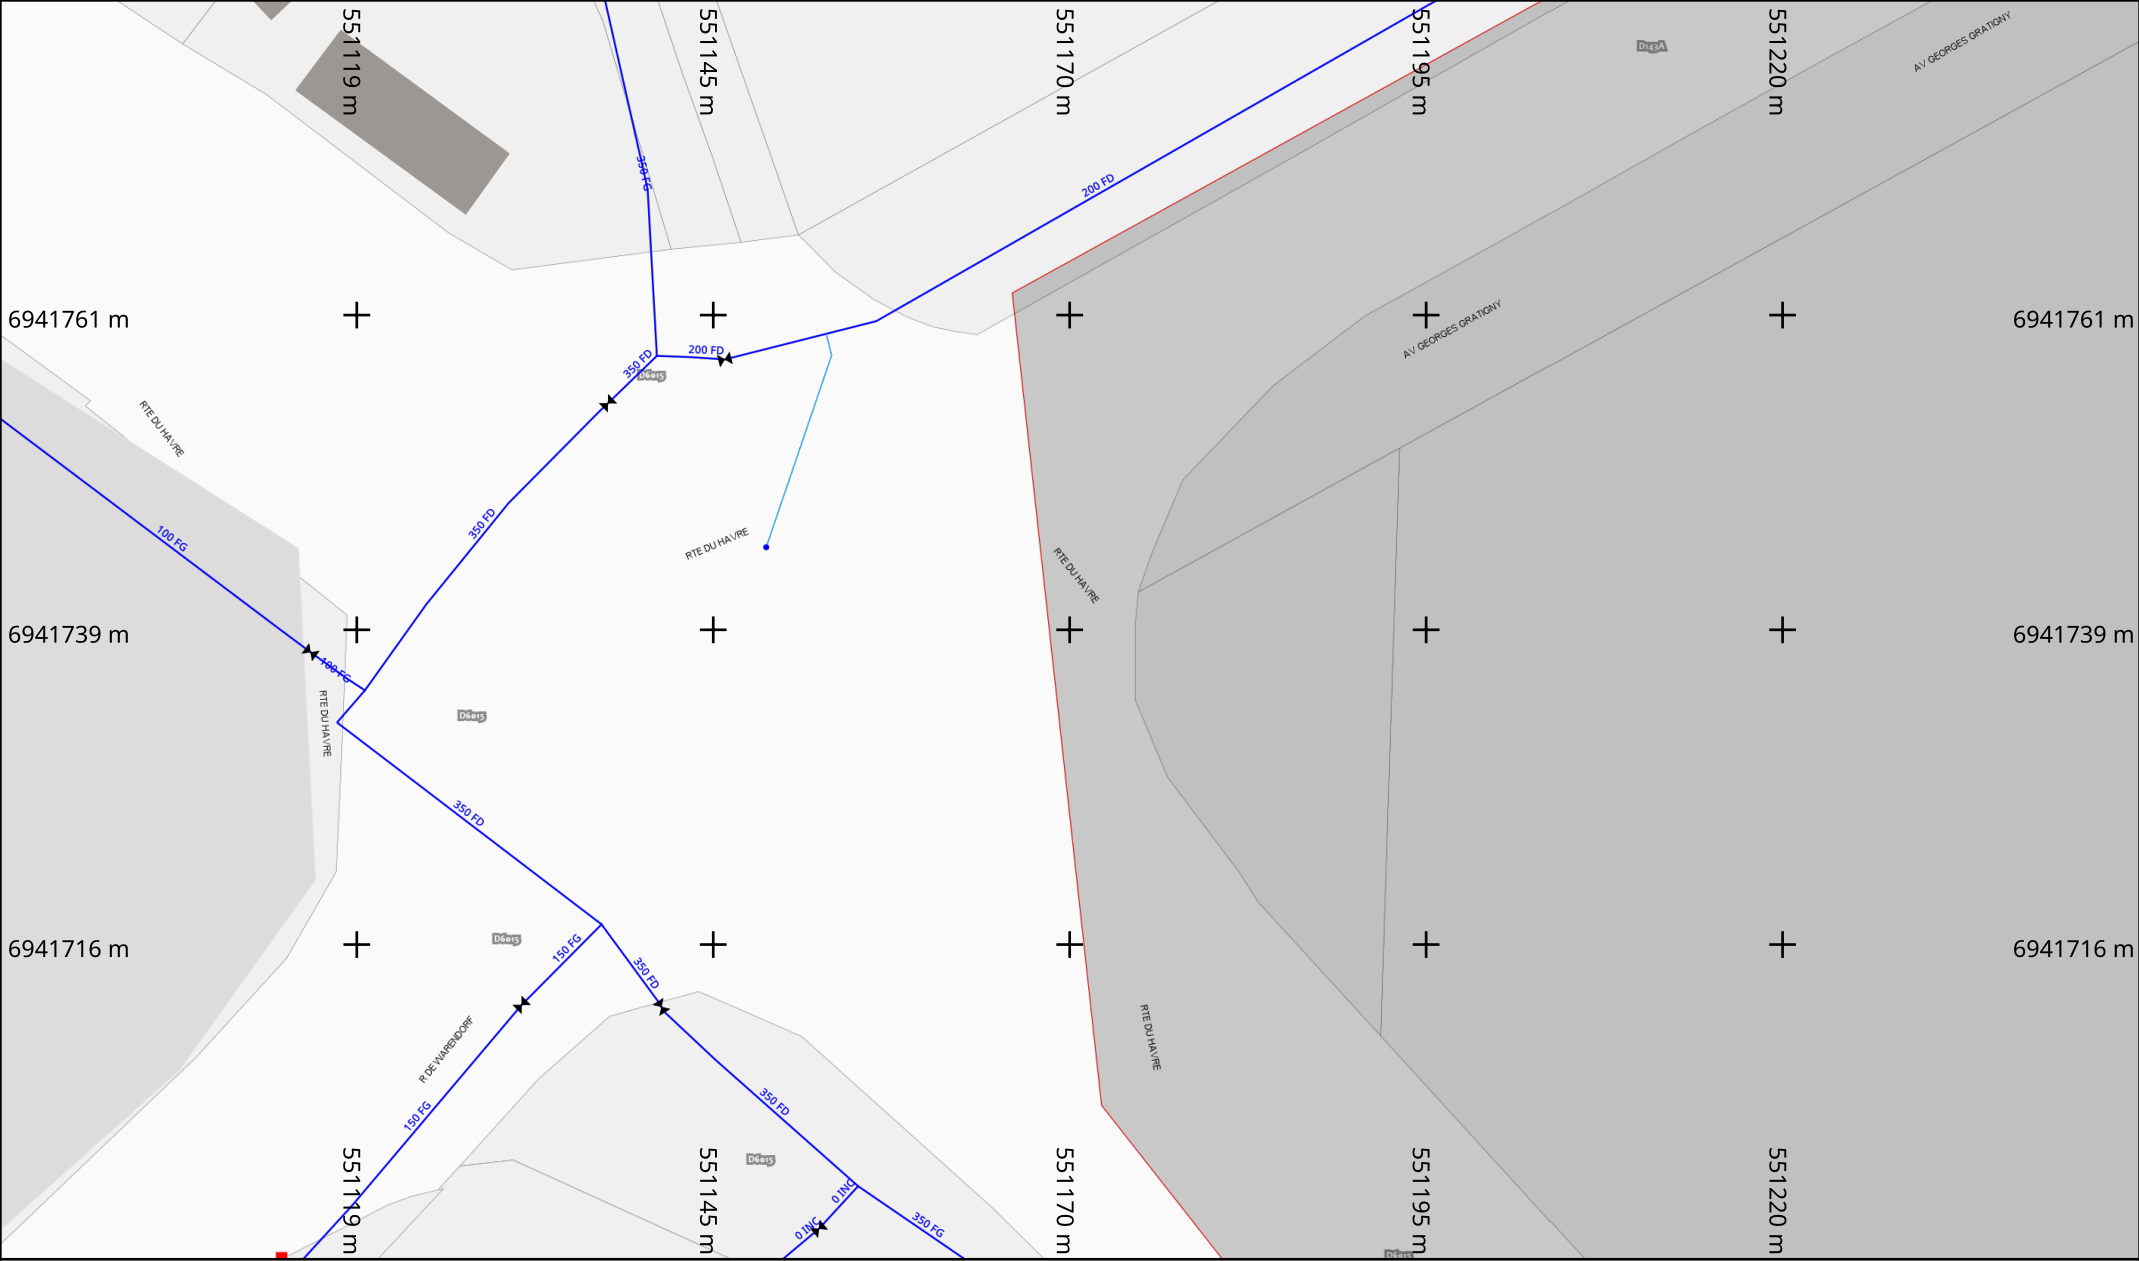 551119 m
551145 m
551170 m
551195 m
551220 m
D143A
AV GEORGES GRATIGNY
350 FG
200 FD
6941761 m
6941761 m
AV GEORGES GRATIGNY
200 FD
350 FD
D6015
RTE DU HAVRE
350 FD
100 FG
RTE DU HAVRE
RTE DU HAVRE
6941739 m
6941739 m
100 FG
RTE DU HAVRE
D6015
350 FD
D6015
150 FG
6941716 m
6941716 m
350 FD
RTE DU HAVRE
R DE WARENDORF
350 FD
150 FG
D6015
0 INC
0 INC
350 FG
551119 m
551145 m
551170 m
551195 m
551220 m
D6015